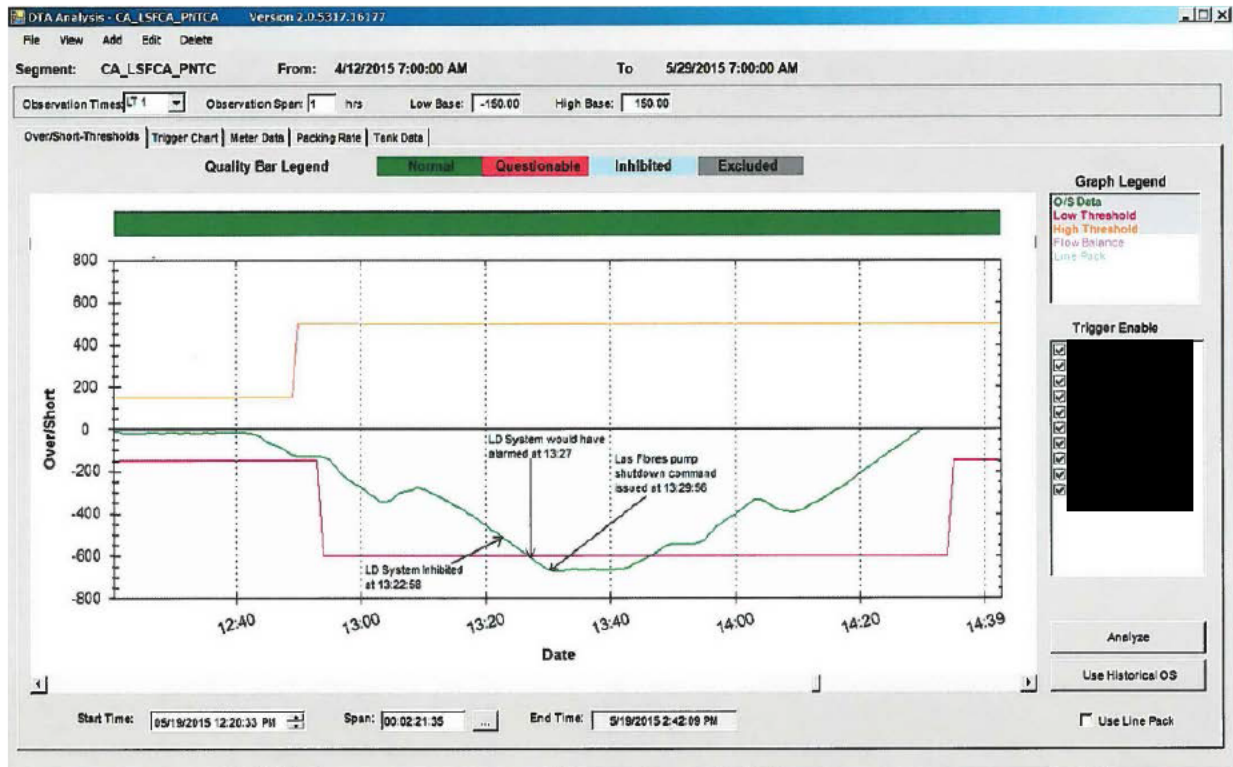 DTA Analysis - CA_LSFCA_PNTCA Version 2.0.5317.16177
File View Add Edit Delete
Segment: CA_LSFCA_PNTC From: 4/12/2015 7:00:00 AM To 5/29/2015 7:00:00 AM
Observation Times: LT 1 Observation Span: 1 hrs Low Base: -150.00 High Base: 150.00
Over/Short-Thresholds Trigger Chart Meter Data Packing Rate Tank Data
Quality Bar Legend Normal Questionable Inhibited Excluded
Graph Legend
O/S Data
Low Threshold
High Threshold
Flow Balance
Line Pack
800
600
400
200
0
-200
-400
-600
-800
Over/Short
LD System would have
alarmed at 13:27
Las Flores pump
shutdown command
issued at 13:29:56
LD System Inhibited
at 13:22:58
12:40 13:00 13:20 13:40 14:00 14:20 14:39
Date
Trigger Enable
Analyze
Use Historical OS
Start Time: 05/19/2015 12:20:33 PM Span: 00:02:21:35 ... End Time: 5/19/2015 2:42:09 PM Use Line Pack